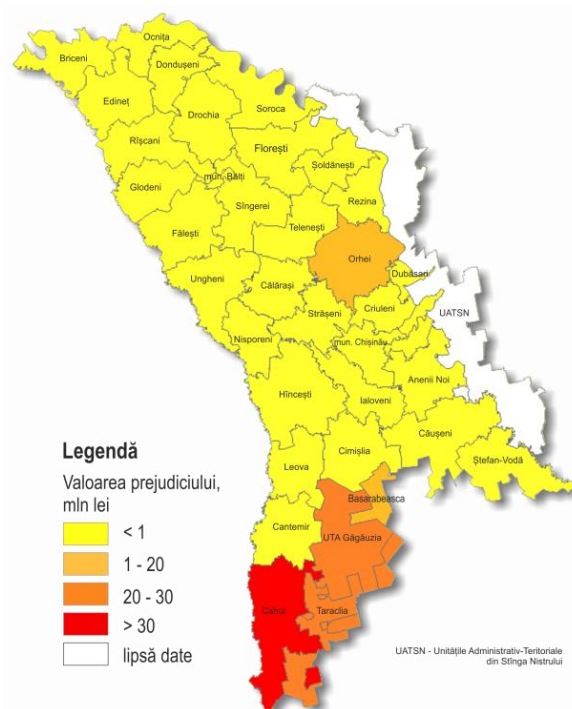 Ocnița
Briceni
Dondușeni
Edineț
Drochia
Soroca
Rîșcani
Florești
Șoldănești
mun. Bălți
Glodeni
Sîngerei
Rezina
Telenești
Fălești
Orhei
Dubăsari
Ungheni
Călărași
Criuleni
UATSN
Strășeni
Nisporeni
mun. Chișinău
Anenii Noi
Hîncești
Ialoveni
Căușeni
Cimișlia
Ștefan-Vodă
Leova
Basarabeasca
Cantemir
UTA Găgăuzia
Cahul
Taraclia
Legendă
Valoarea prejudiciului,
mln lei
< 1
1 - 20
20 - 30
> 30
lipsă date
UATSN - Unitățile Administrativ-Teritoriale
din Stînga Nistrului